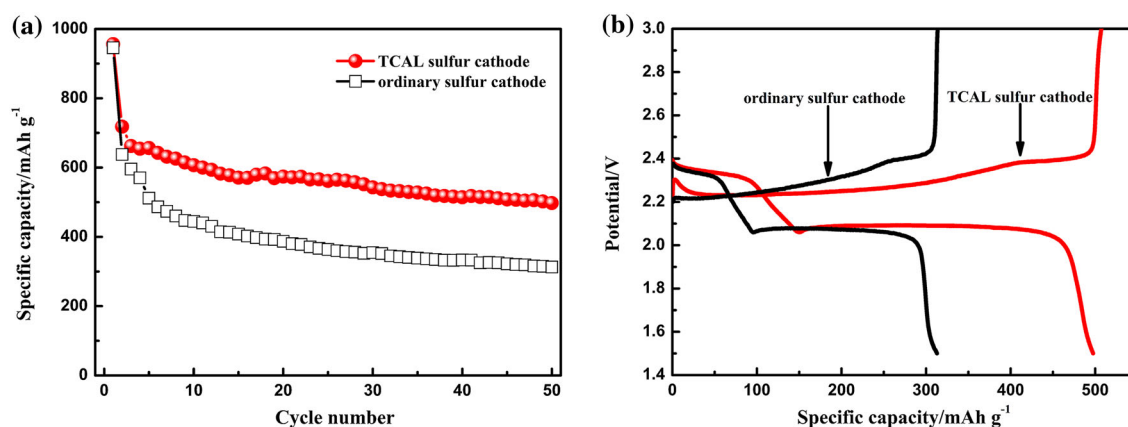 (a)
1000
800
600
400
200
0
Specific capacity/mAh g⁻¹
TCAL sulfur cathode
ordinary sulfur cathode
0 10 20 30 40 50
Cycle number
(b)
3.0
2.8
2.6
2.4
2.2
2.0
1.8
1.6
1.4
Potential/V
ordinary sulfur cathode
TCAL sulfur cathode
0 100 200 300 400 500
Specific capacity/mAh g⁻¹